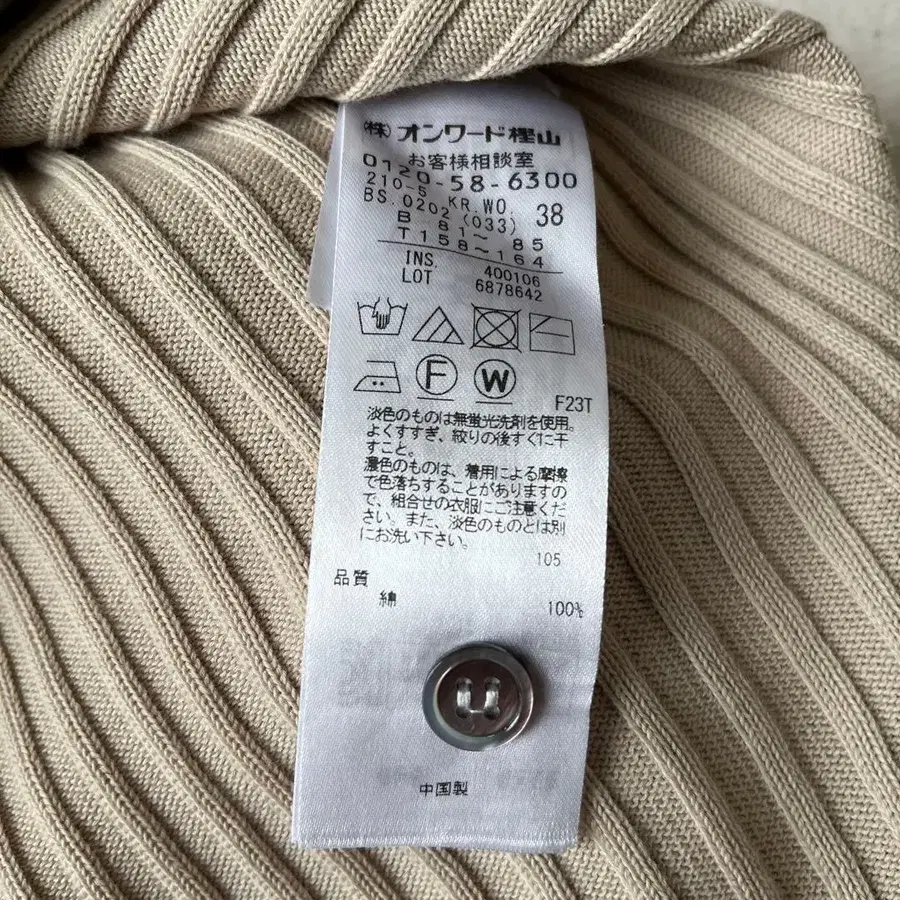 (株)オンワード樫山
お客様相談室
0120-58-6300
210-5 KR.WO. 38
BS.0202(033)
B 81～ 85
T158～164
INS. 400106
LOT 6878642
F W
F23T
淡色のものは無蛍光洗剤を使用。
よくすすぎ、絞りの後すぐに干
すこと。
濃色のものは、着用による摩擦
で色落ちすることがありますの
で、組合せの衣服にご注意くだ
さい。また、淡色のものとは別
にお洗い下さい。
105
品質
綿 100%
中国製